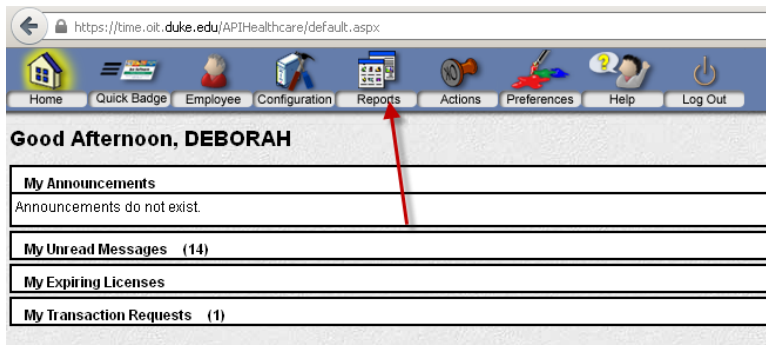 https://time.oit.duke.edu/APIHealthcare/default.aspx
Home Quick Badge Employee Configuration Reports Actions Preferences Help Log Out
Good Afternoon, DEBORAH
My Announcements
Announcements do not exist.
My Unread Messages (14)
My Expiring Licenses
My Transaction Requests (1)